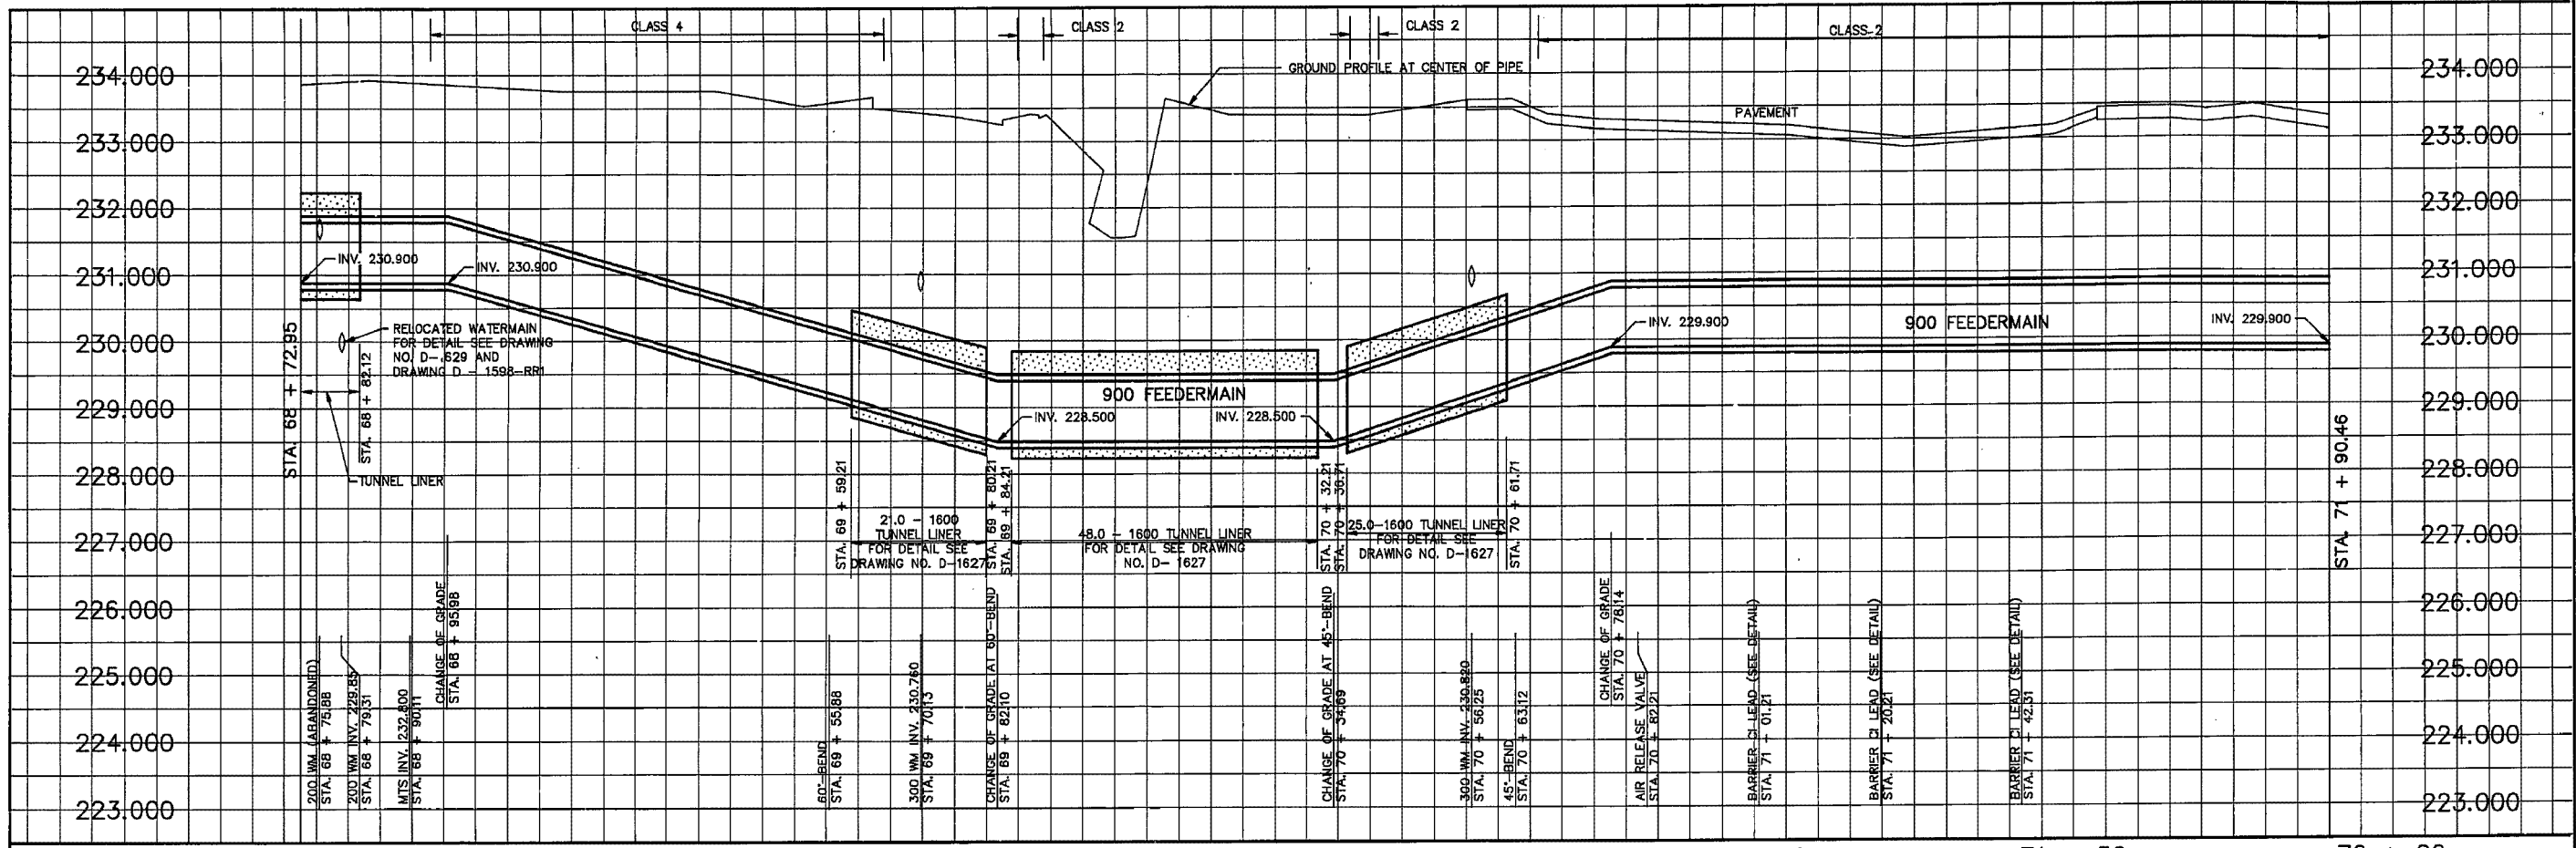 CLASS 4
CLASS 2
CLASS 2
CLASS-2
234.000
GROUND PROFILE AT CENTER OF PIPE
234.000
PAVEMENT
233.000
233.000
232.000
232.000
231.000
INV. 230.900
INV. 230.900
231.000
230.000
RELOCATED WATERMAIN
FOR DETAIL SEE DRAWING
NO. D-.629 AND
DRAWING D - 1598-RR1
INV. 229.900
900 FEEDERMAIN
INV. 229.900
230.000
229.000
900 FEEDERMAIN
INV. 228.500
INV. 228.500
229.000
STA. 68 + 72.95
STA. 68 + 82.12
TUNNEL LINER
228.000
228.000
STA. 69 + 59.21
21.0 - 1600
TUNNEL LINER
FOR DETAIL SEE
DRAWING NO. D-1627
STA. 69 + 80.21
STA. 69 + 84.21
48.0 - 1600 TUNNEL LINER
FOR DETAIL SEE DRAWING
NO. D- 1627
STA. 70 + 32.21
STA. 70 + 36.71
25.0-1600 TUNNEL LINER
FOR DETAIL SEE
DRAWING NO. D-1627
STA. 70 + 61.71
STA. 71 + 90.46
227.000
227.000
226.000
226.000
225.000
225.000
224.000
224.000
223.000
223.000
200 WM (ABANDONED)
STA. 68 + 75.88
200 WM INV. 229.85
STA. 68 + 79.31
MTS INV. 232.800
STA. 68 + 90.11
CHANGE OF GRADE
STA. 68 + 95.98
60°-BEND
STA. 69 + 55.88
300 WM INV. 230.760
STA. 69 + 70.13
CHANGE OF GRADE AT 60°-BEND
STA. 69 + 82.10
CHANGE OF GRADE AT 45°-BEND
STA. 70 + 34.69
300 WM INV. 230.820
STA. 70 + 56.25
45°-BEND
STA. 70 + 63.12
CHANGE OF GRADE
STA. 70 + 78.14
AIR RELEASE VALVE
STA. 70 + 82.21
BARRIER CI LEAD (SEE DETAIL)
STA. 71 + 01.21
BARRIER CI LEAD (SEE DETAIL)
STA. 71 + 20.21
BARRIER CI LEAD (SEE DETAIL)
STA. 71 + 42.31